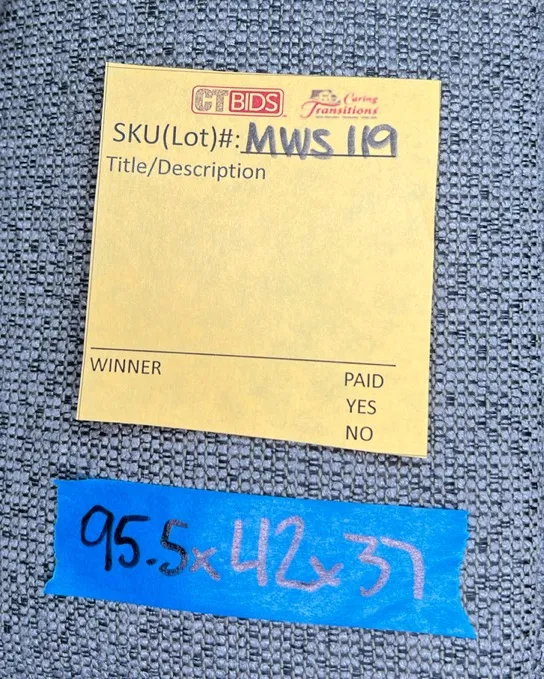 CTBIDS
Caring
Transitions
SKU(Lot)#: MWS 119
Title/Description
WINNER
PAID
YES
NO
95.5x42x37